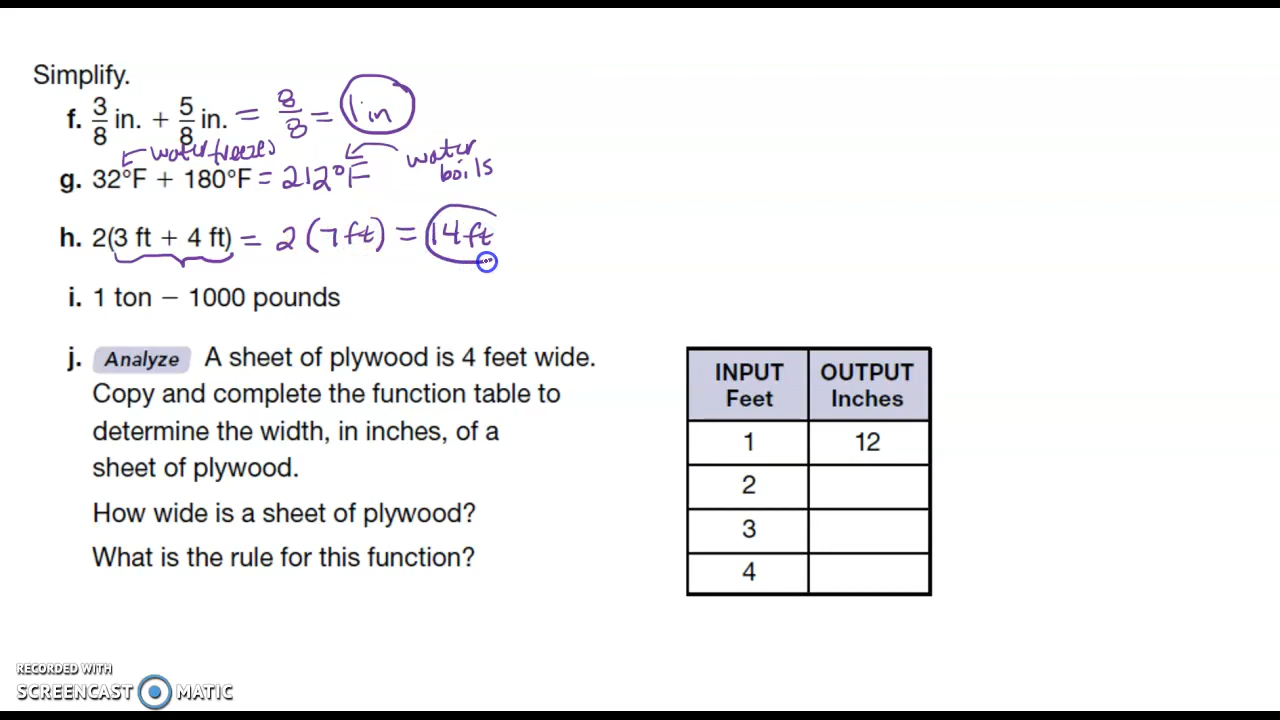 Simplify.
f. 3/8 in. + 5/8 in. = 8/8 = 1 in
water freezes
water boils
g. 32°F + 180°F = 212°F
h. 2(3 ft + 4 ft) = 2 (7 ft) = 14 ft
i. 1 ton − 1000 pounds
j. Analyze A sheet of plywood is 4 feet wide.
Copy and complete the function table to
determine the width, in inches, of a
sheet of plywood.
How wide is a sheet of plywood?
What is the rule for this function?
INPUT Feet OUTPUT Inches
1 12
2
3
4
RECORDED WITH
SCREENCAST MATIC